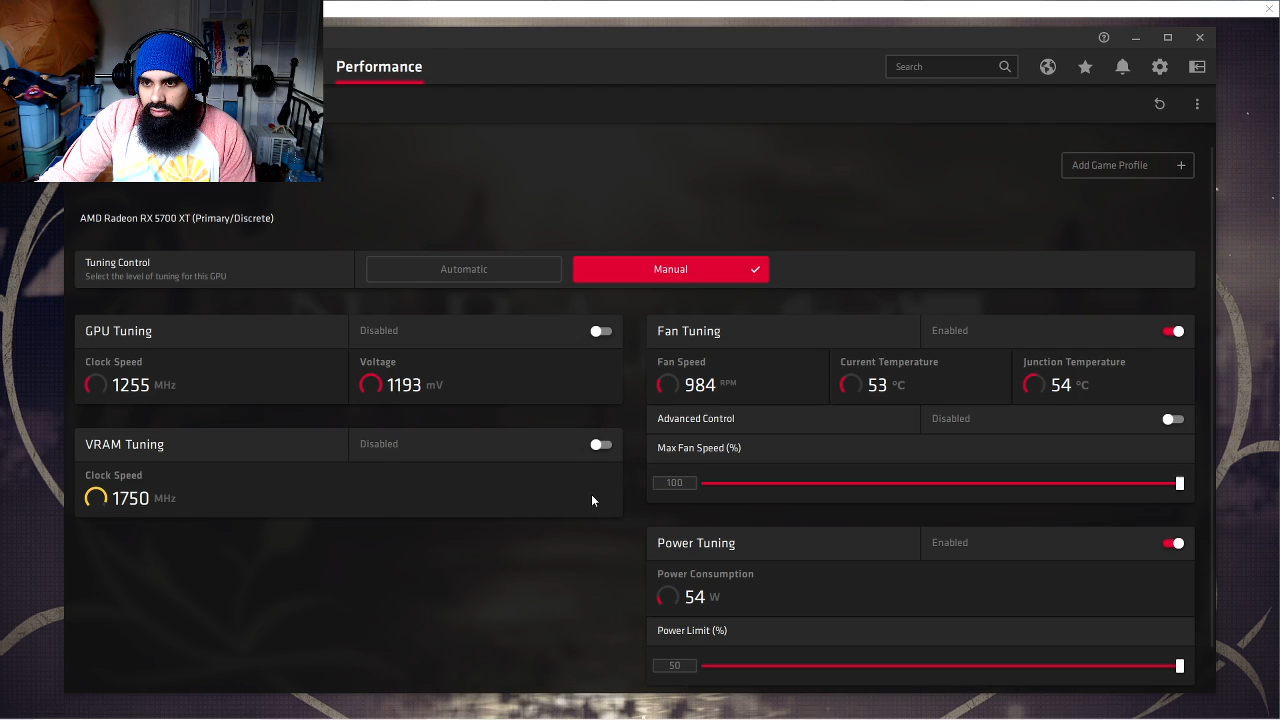 Performance
Search
Add Game Profile +
AMD Radeon RX 5700 XT (Primary/Discrete)
Tuning Control
Select the level of tuning for this GPU
Automatic
Manual
GPU Tuning
Disabled
Clock Speed
1255 MHz
Voltage
1193 mV
VRAM Tuning
Disabled
Clock Speed
1750 MHz
Fan Tuning
Enabled
Fan Speed
984 RPM
Current Temperature
53 °C
Junction Temperature
54 °C
Advanced Control
Disabled
Max Fan Speed (%)
100
Power Tuning
Enabled
Power Consumption
54 W
Power Limit (%)
50